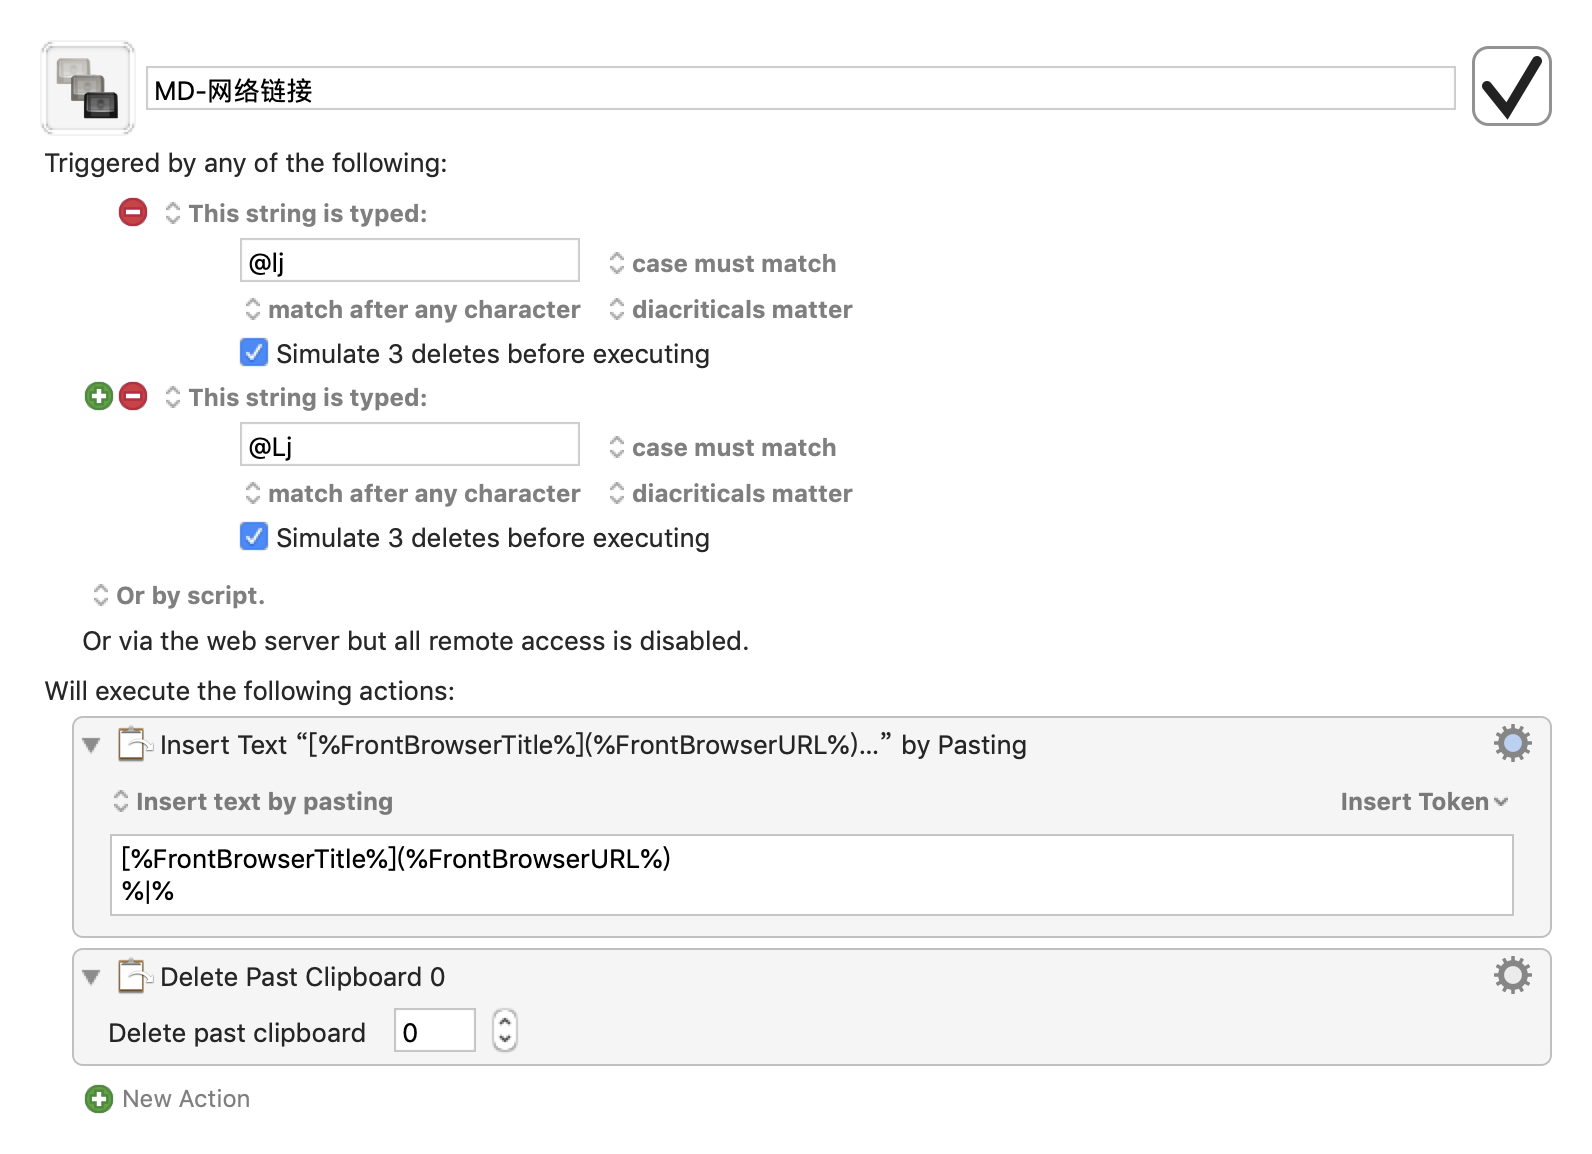 MD-网络链接
Triggered by any of the following:
This string is typed:
@lj
case must match
match after any character
diacriticals matter
Simulate 3 deletes before executing
This string is typed:
@Lj
case must match
match after any character
diacriticals matter
Simulate 3 deletes before executing
Or by script.
Or via the web server but all remote access is disabled.
Will execute the following actions:
Insert Text “[%FrontBrowserTitle%](%FrontBrowserURL%)...” by Pasting
Insert text by pasting
Insert Token
[%FrontBrowserTitle%](%FrontBrowserURL%)
%|%
Delete Past Clipboard 0
Delete past clipboard 0
New Action